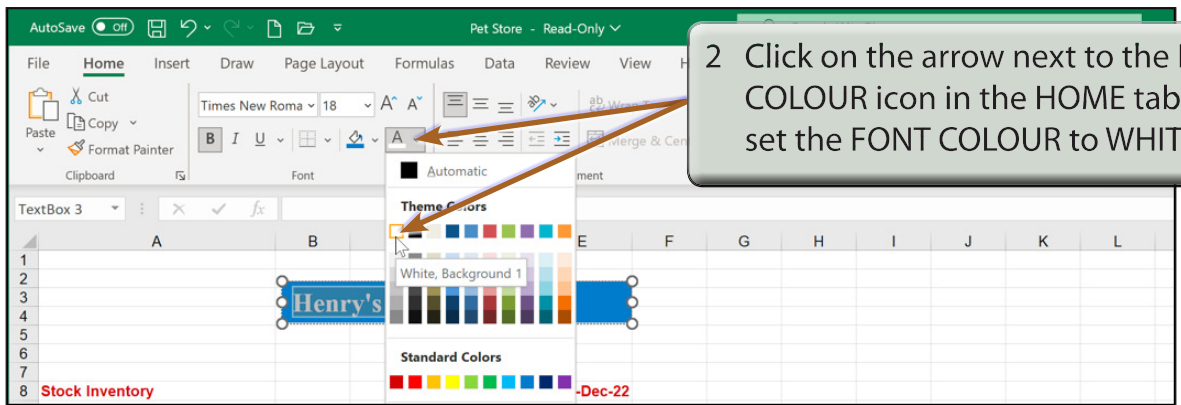 AutoSave Off Pet Store - Read-Only
File Home Insert Draw Page Layout Formulas Data Review View H
Cut
Copy
Format Painter
Paste
Times New Roma 18 A A
B I U A
ab Wrap
Merge & Cen
Clipboard Font ment
2 Click on the arrow next to the
COLOUR icon in the HOME tab
set the FONT COLOUR to WHIT
Automatic
Theme Colors
White, Background 1
Standard Colors
TextBox 3 fx
A B E F G H I J K L
1
2
3
4
5
6
7
8
Henry's
Stock Inventory -Dec-22